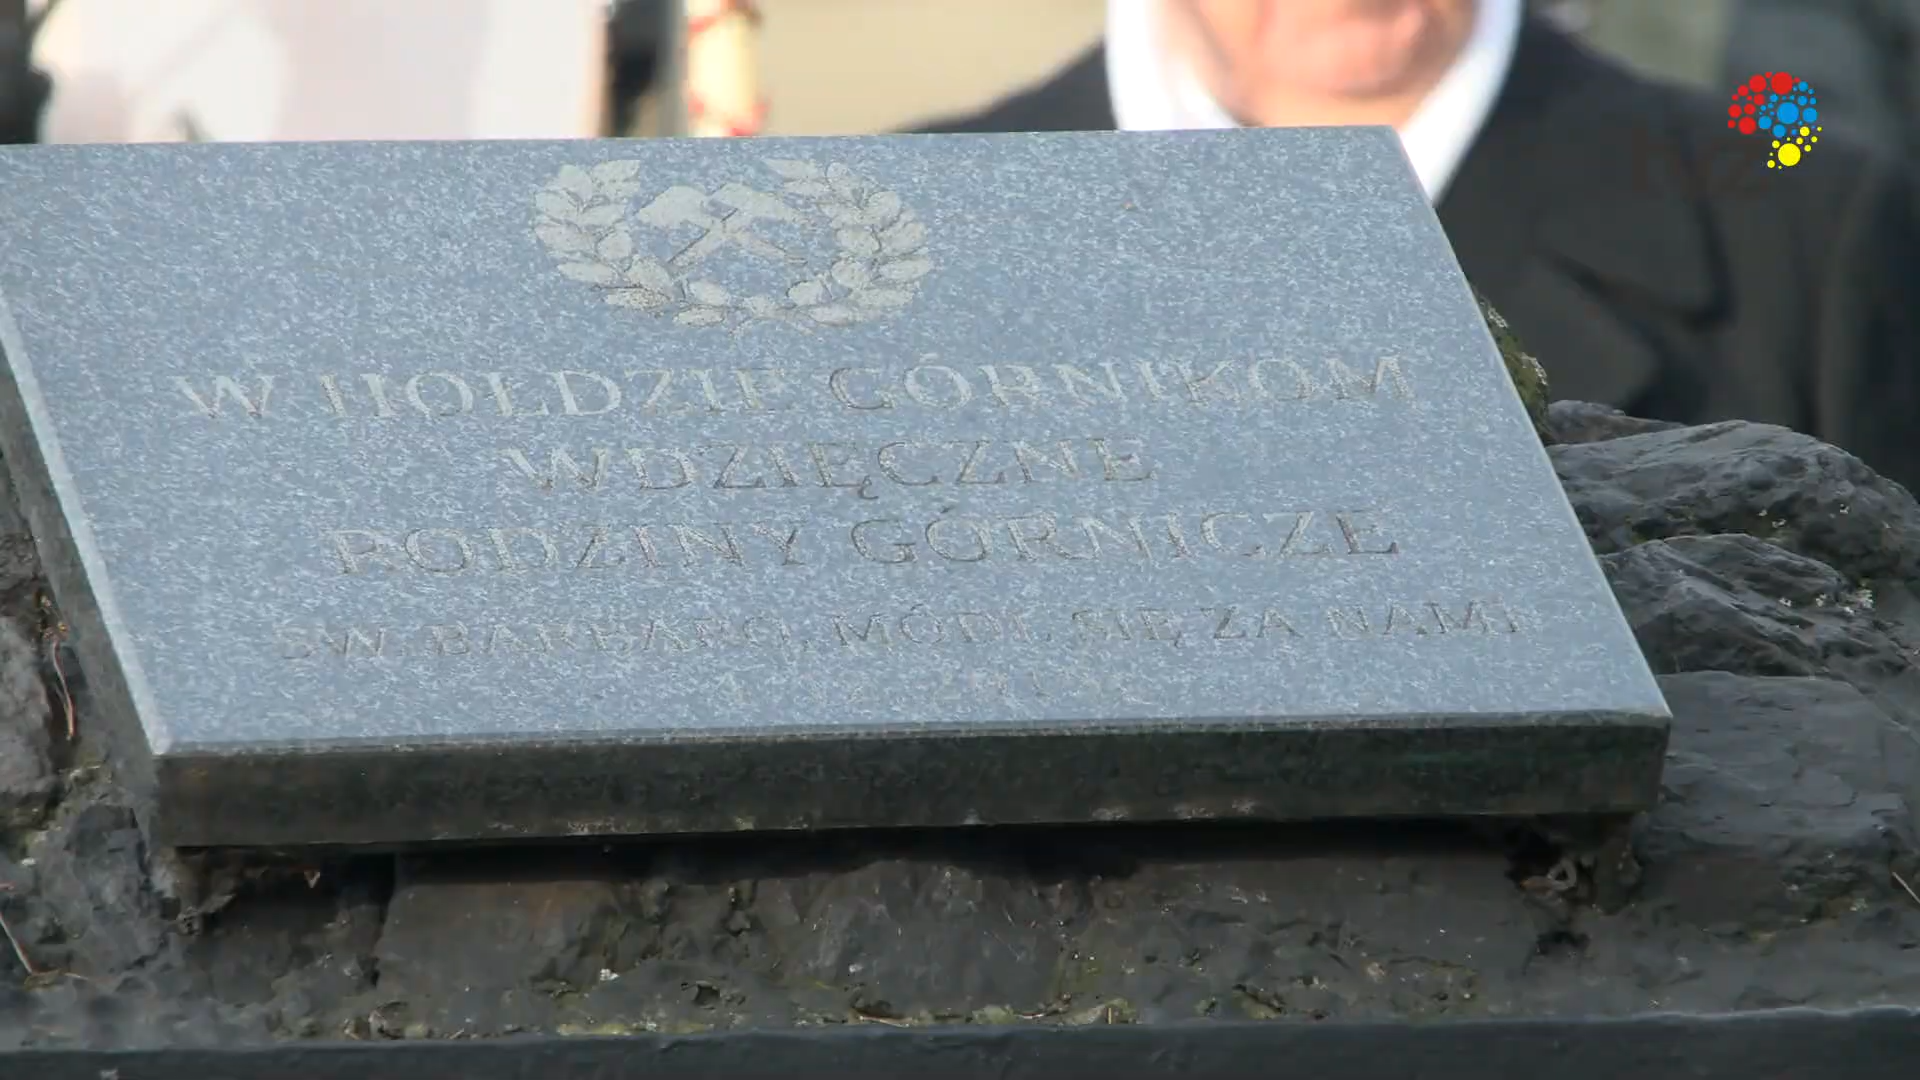 W HOŁDZIE GÓRNIKOM
WDZIĘCZNE
RODZINY GÓRNICZE
ŚW. BARBARO, MÓDL SIĘ ZA NAMI